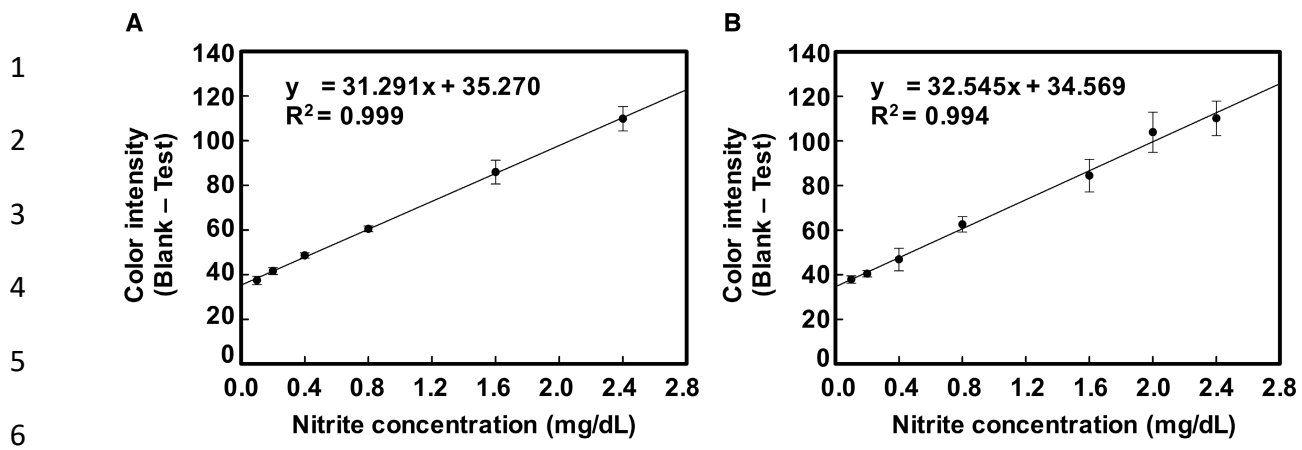 A
B
1
2
3
4
5
6
140
120
100
80
60
40
20
0
y = 31.291x + 35.270
R² = 0.999
Color intensity
(Blank – Test)
0.0 0.4 0.8 1.2 1.6 2.0 2.4 2.8
Nitrite concentration (mg/dL)
140
120
100
80
60
40
20
0
y = 32.545x + 34.569
R² = 0.994
Color intensity
(Blank – Test)
0.0 0.4 0.8 1.2 1.6 2.0 2.4 2.8
Nitrite concentration (mg/dL)